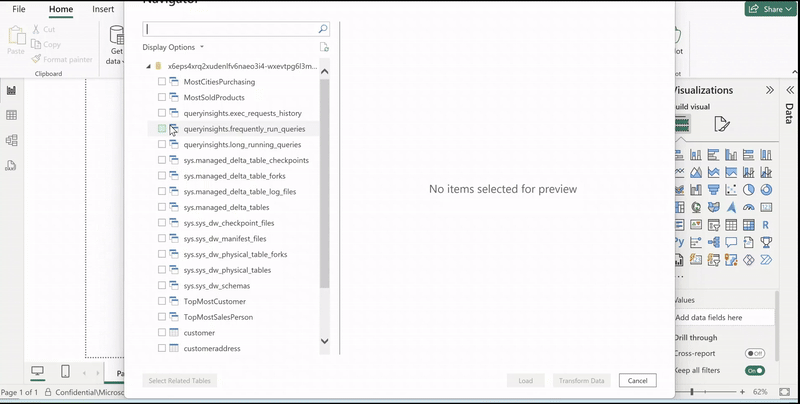 Navigator
File Home Insert
Share
Paste
Cut
Copy
Format painter
Clipboard
Get
data
Display Options
MostCitiesPurchasing
MostSoldProducts
queryinsights.exec_requests_history
queryinsights.frequently_run_queries
queryinsights.long_running_queries
sys.managed_delta_table_checkpoints
sys.managed_delta_table_forks
sys.managed_delta_table_log_files
sys.managed_delta_tables
sys.sys_dw_checkpoint_files
sys.sys_dw_manifest_files
sys.sys_dw_physical_table_forks
sys.sys_dw_physical_tables
sys.sys_dw_schemas
TopMostCustomer
TopMostSalesPerson
customer
customeraddress
No items selected for preview
Select Related Tables
Load
Transform Data
Cancel
Visualizations
Build visual
Data
Py
R
Values
Add data fields here
Drill through
Cross-report
Off
Keep all filters
On
Page 1 of 1
62%